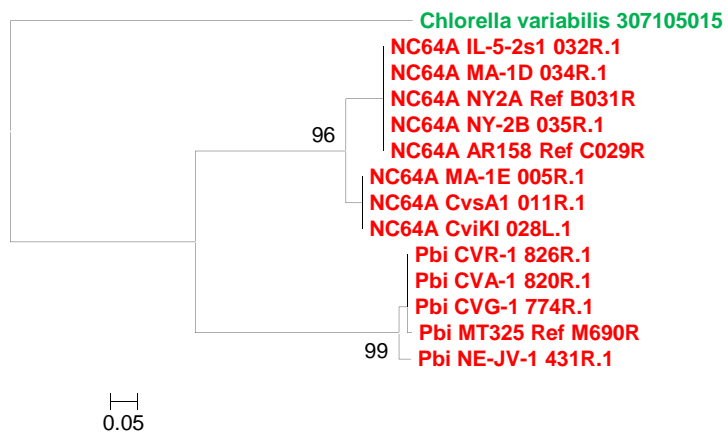 Chlorella variabilis 307105015
NC64A IL-5-2s1 032R.1
NC64A MA-1D 034R.1
NC64A NY2A Ref B031R
NC64A NY-2B 035R.1
96
NC64A AR158 Ref C029R
NC64A MA-1E 005R.1
NC64A CvsA1 011R.1
NC64A CviKI 028L.1
Pbi CVR-1 826R.1
Pbi CVA-1 820R.1
Pbi CVG-1 774R.1
Pbi MT325 Ref M690R
99
Pbi NE-JV-1 431R.1
0.05